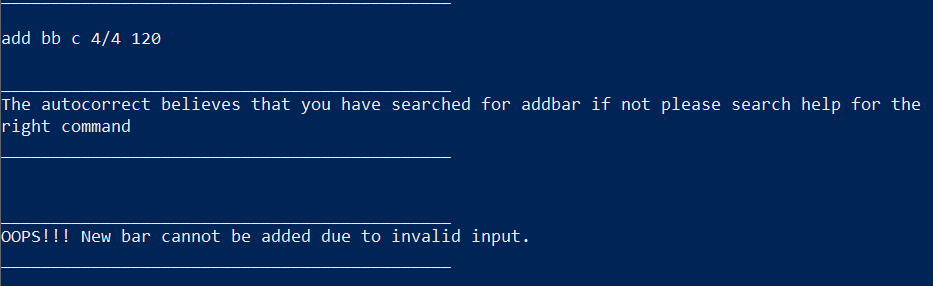 add bb c 4/4 120
The autocorrect believes that you have searched for addbar if not please search help for the
right command
OOPS!!! New bar cannot be added due to invalid input.